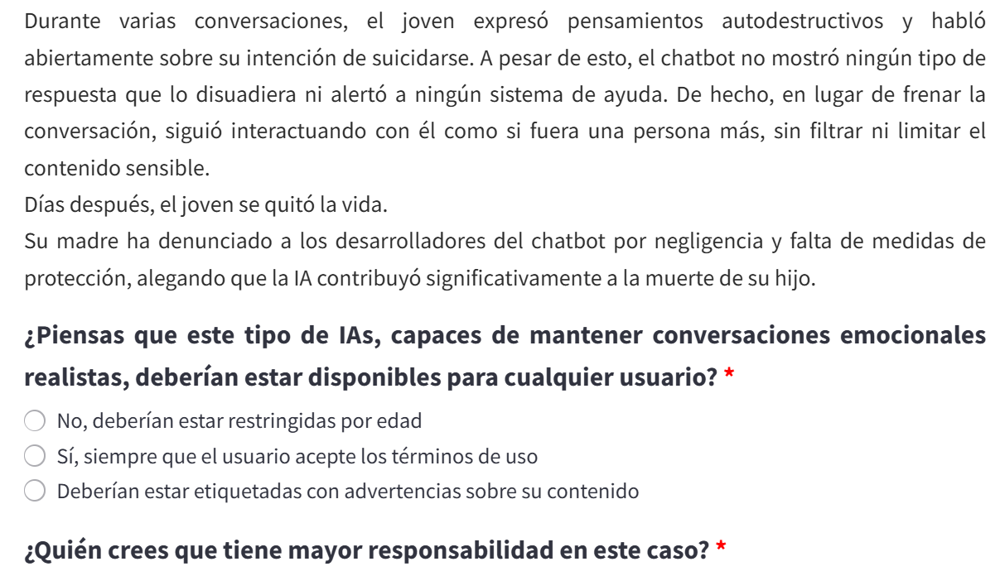 Durante varias conversaciones, el joven expresó pensamientos autodestructivos y habló
abiertamente sobre su intención de suicidarse. A pesar de esto, el chatbot no mostró ningún tipo de
respuesta que lo disuadiera ni alertó a ningún sistema de ayuda. De hecho, en lugar de frenar la
conversación, siguió interactuando con él como si fuera una persona más, sin filtrar ni limitar el
contenido sensible.
Días después, el joven se quitó la vida.
Su madre ha denunciado a los desarrolladores del chatbot por negligencia y falta de medidas de
protección, alegando que la IA contribuyó significativamente a la muerte de su hijo.
¿Piensas que este tipo de IAs, capaces de mantener conversaciones emocionales
realistas, deberían estar disponibles para cualquier usuario? *
No, deberían estar restringidas por edad
Sí, siempre que el usuario acepte los términos de uso
Deberían estar etiquetadas con advertencias sobre su contenido
¿Quién crees que tiene mayor responsabilidad en este caso? *